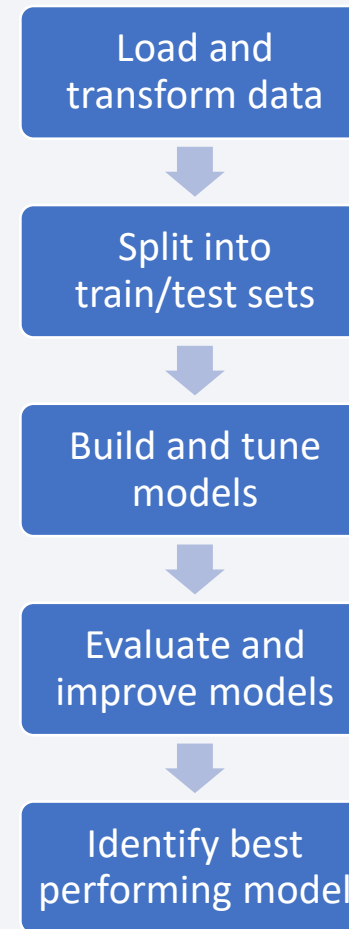 Load and
transform data
Split into
train/test sets
Build and tune
models
Evaluate and
improve models
Identify best
performing model